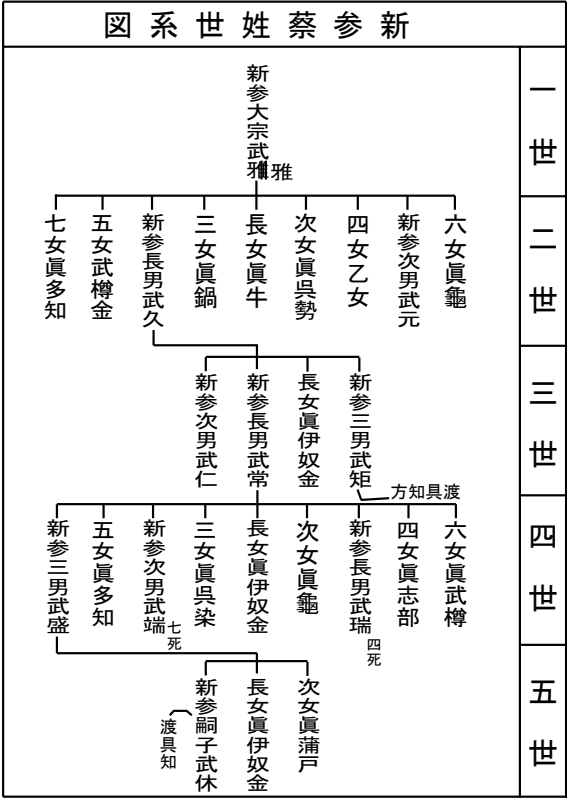 新参蔡姓世系図
一世
新参大宗武雅
雅
二世
六女眞龜
新参次男武元
四女乙女
次女眞呉勢
長女眞牛
三女眞鍋
新参長男武久
五女武樽金
七女眞多知
三世
新参三男武矩
方知具渡
長女眞伊奴金
新参長男武常
新参次男武仁
四世
六女眞武樽
四女眞志部
新参長男武瑞
四死
次女眞龜
長女眞伊奴金
三女眞呉染
新参次男武端
七死
五女眞多知
新参三男武盛
五世
次女眞蒲戸
長女眞伊奴金
新参嗣子武休
渡具知